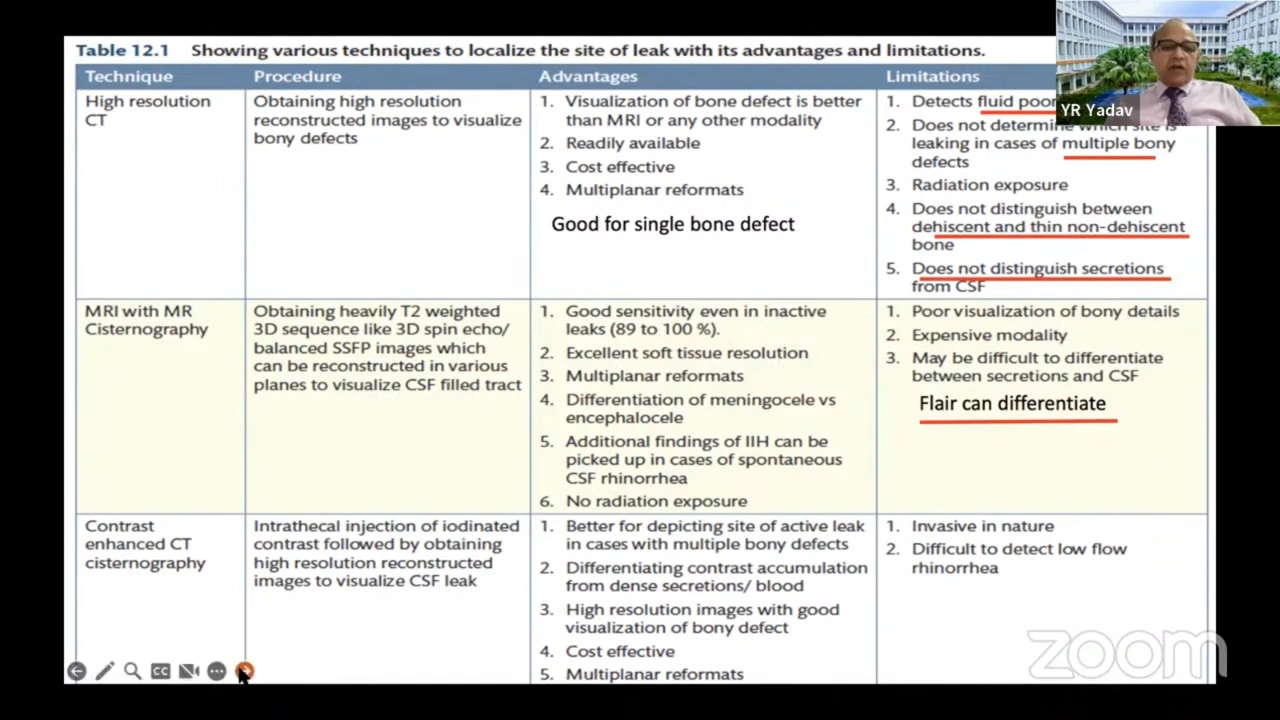 Table 12.1 Showing various techniques to localize the site of leak with its advantages and limitations.
Technique Procedure Advantages Limitations
High resolution
CT
Obtaining high resolution
reconstructed images to visualize
bony defects
1. Visualization of bone defect is better
than MRI or any other modality
2. Readily available
3. Cost effective
4. Multiplanar reformats
Good for single bone defect
1. Detects fluid poor
2. Does not determine which site is
leaking in cases of multiple bony
defects
3. Radiation exposure
4. Does not distinguish between
dehiscent and thin non-dehiscent
bone
5. Does not distinguish secretions
from CSF
MRI with MR
Cisternography
Obtaining heavily T2 weighted
3D sequence like 3D spin echo/
balanced SSFP images which
can be reconstructed in various
planes to visualize CSF filled tract
1. Good sensitivity even in inactive
leaks (89 to 100 %).
2. Excellent soft tissue resolution
3. Multiplanar reformats
4. Differentiation of meningocele vs
encephalocele
5. Additional findings of IIH can be
picked up in cases of spontaneous
CSF rhinorrhea
6. No radiation exposure
1. Poor visualization of bony details
2. Expensive modality
3. May be difficult to differentiate
between secretions and CSF
Flair can differentiate
Contrast
enhanced CT
cisternography
Intrathecal injection of iodinated
contrast followed by obtaining
high resolution reconstructed
images to visualize CSF leak
1. Better for depicting site of active leak
in cases with multiple bony defects
2. Differentiating contrast accumulation
from dense secretions/ blood
3. High resolution images with good
visualization of bony defect
4. Cost effective
5. Multiplanar reformats
1. Invasive in nature
2. Difficult to detect low flow
rhinorrhea
YR Yadav
CC
zoom